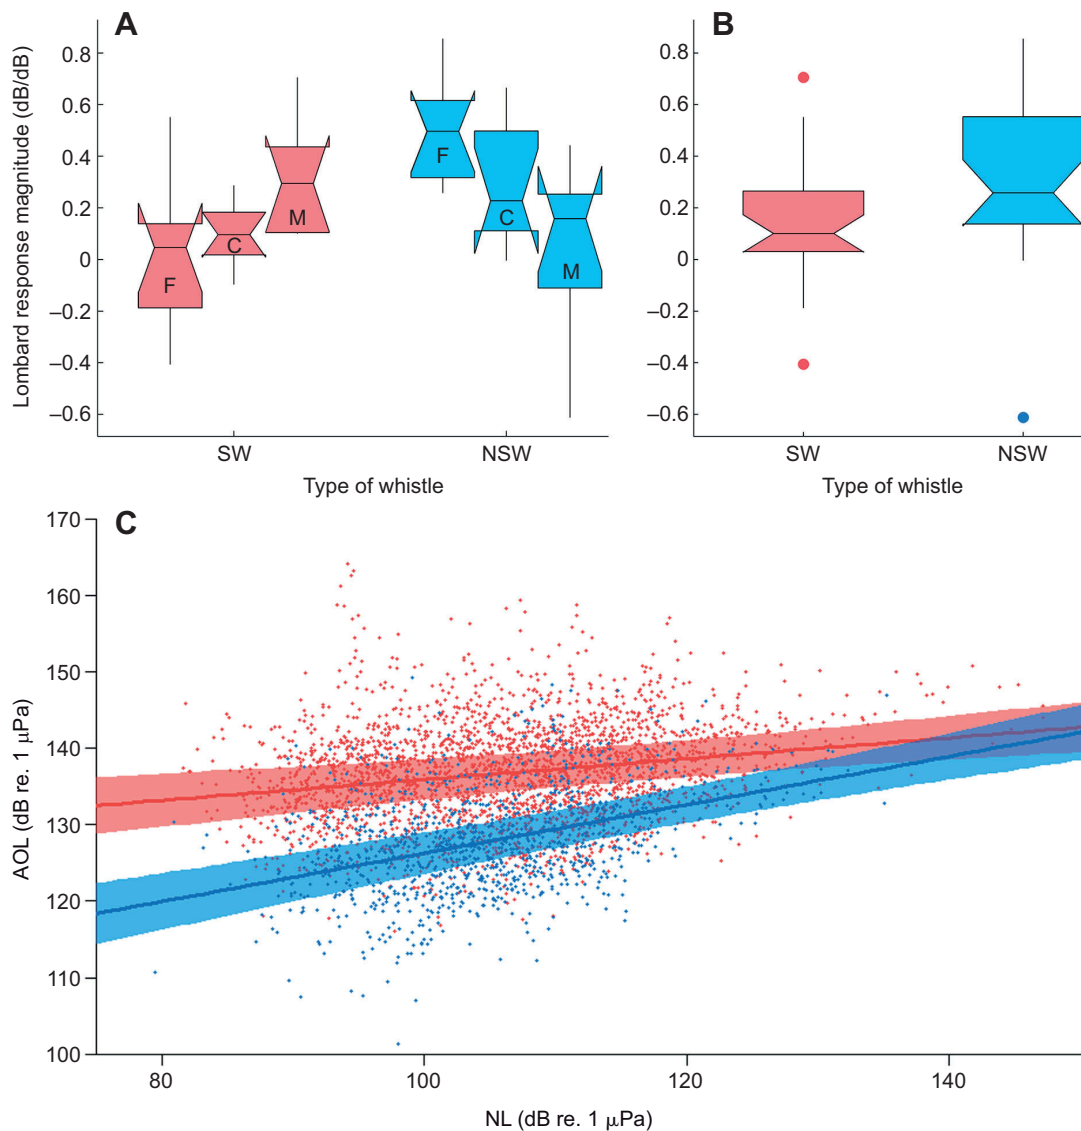 A
B
Lombard response magnitude (dB/dB)
0.8
0.6
0.4
0.2
0
–0.2
–0.4
–0.6
F
C
M
F
C
M
SW
NSW
Type of whistle
0.8
0.6
0.4
0.2
0
–0.2
–0.4
–0.6
SW
NSW
Type of whistle
C
AOL (dB re. 1 μPa)
170
160
150
140
130
120
110
100
80
100
120
140
NL (dB re. 1 μPa)